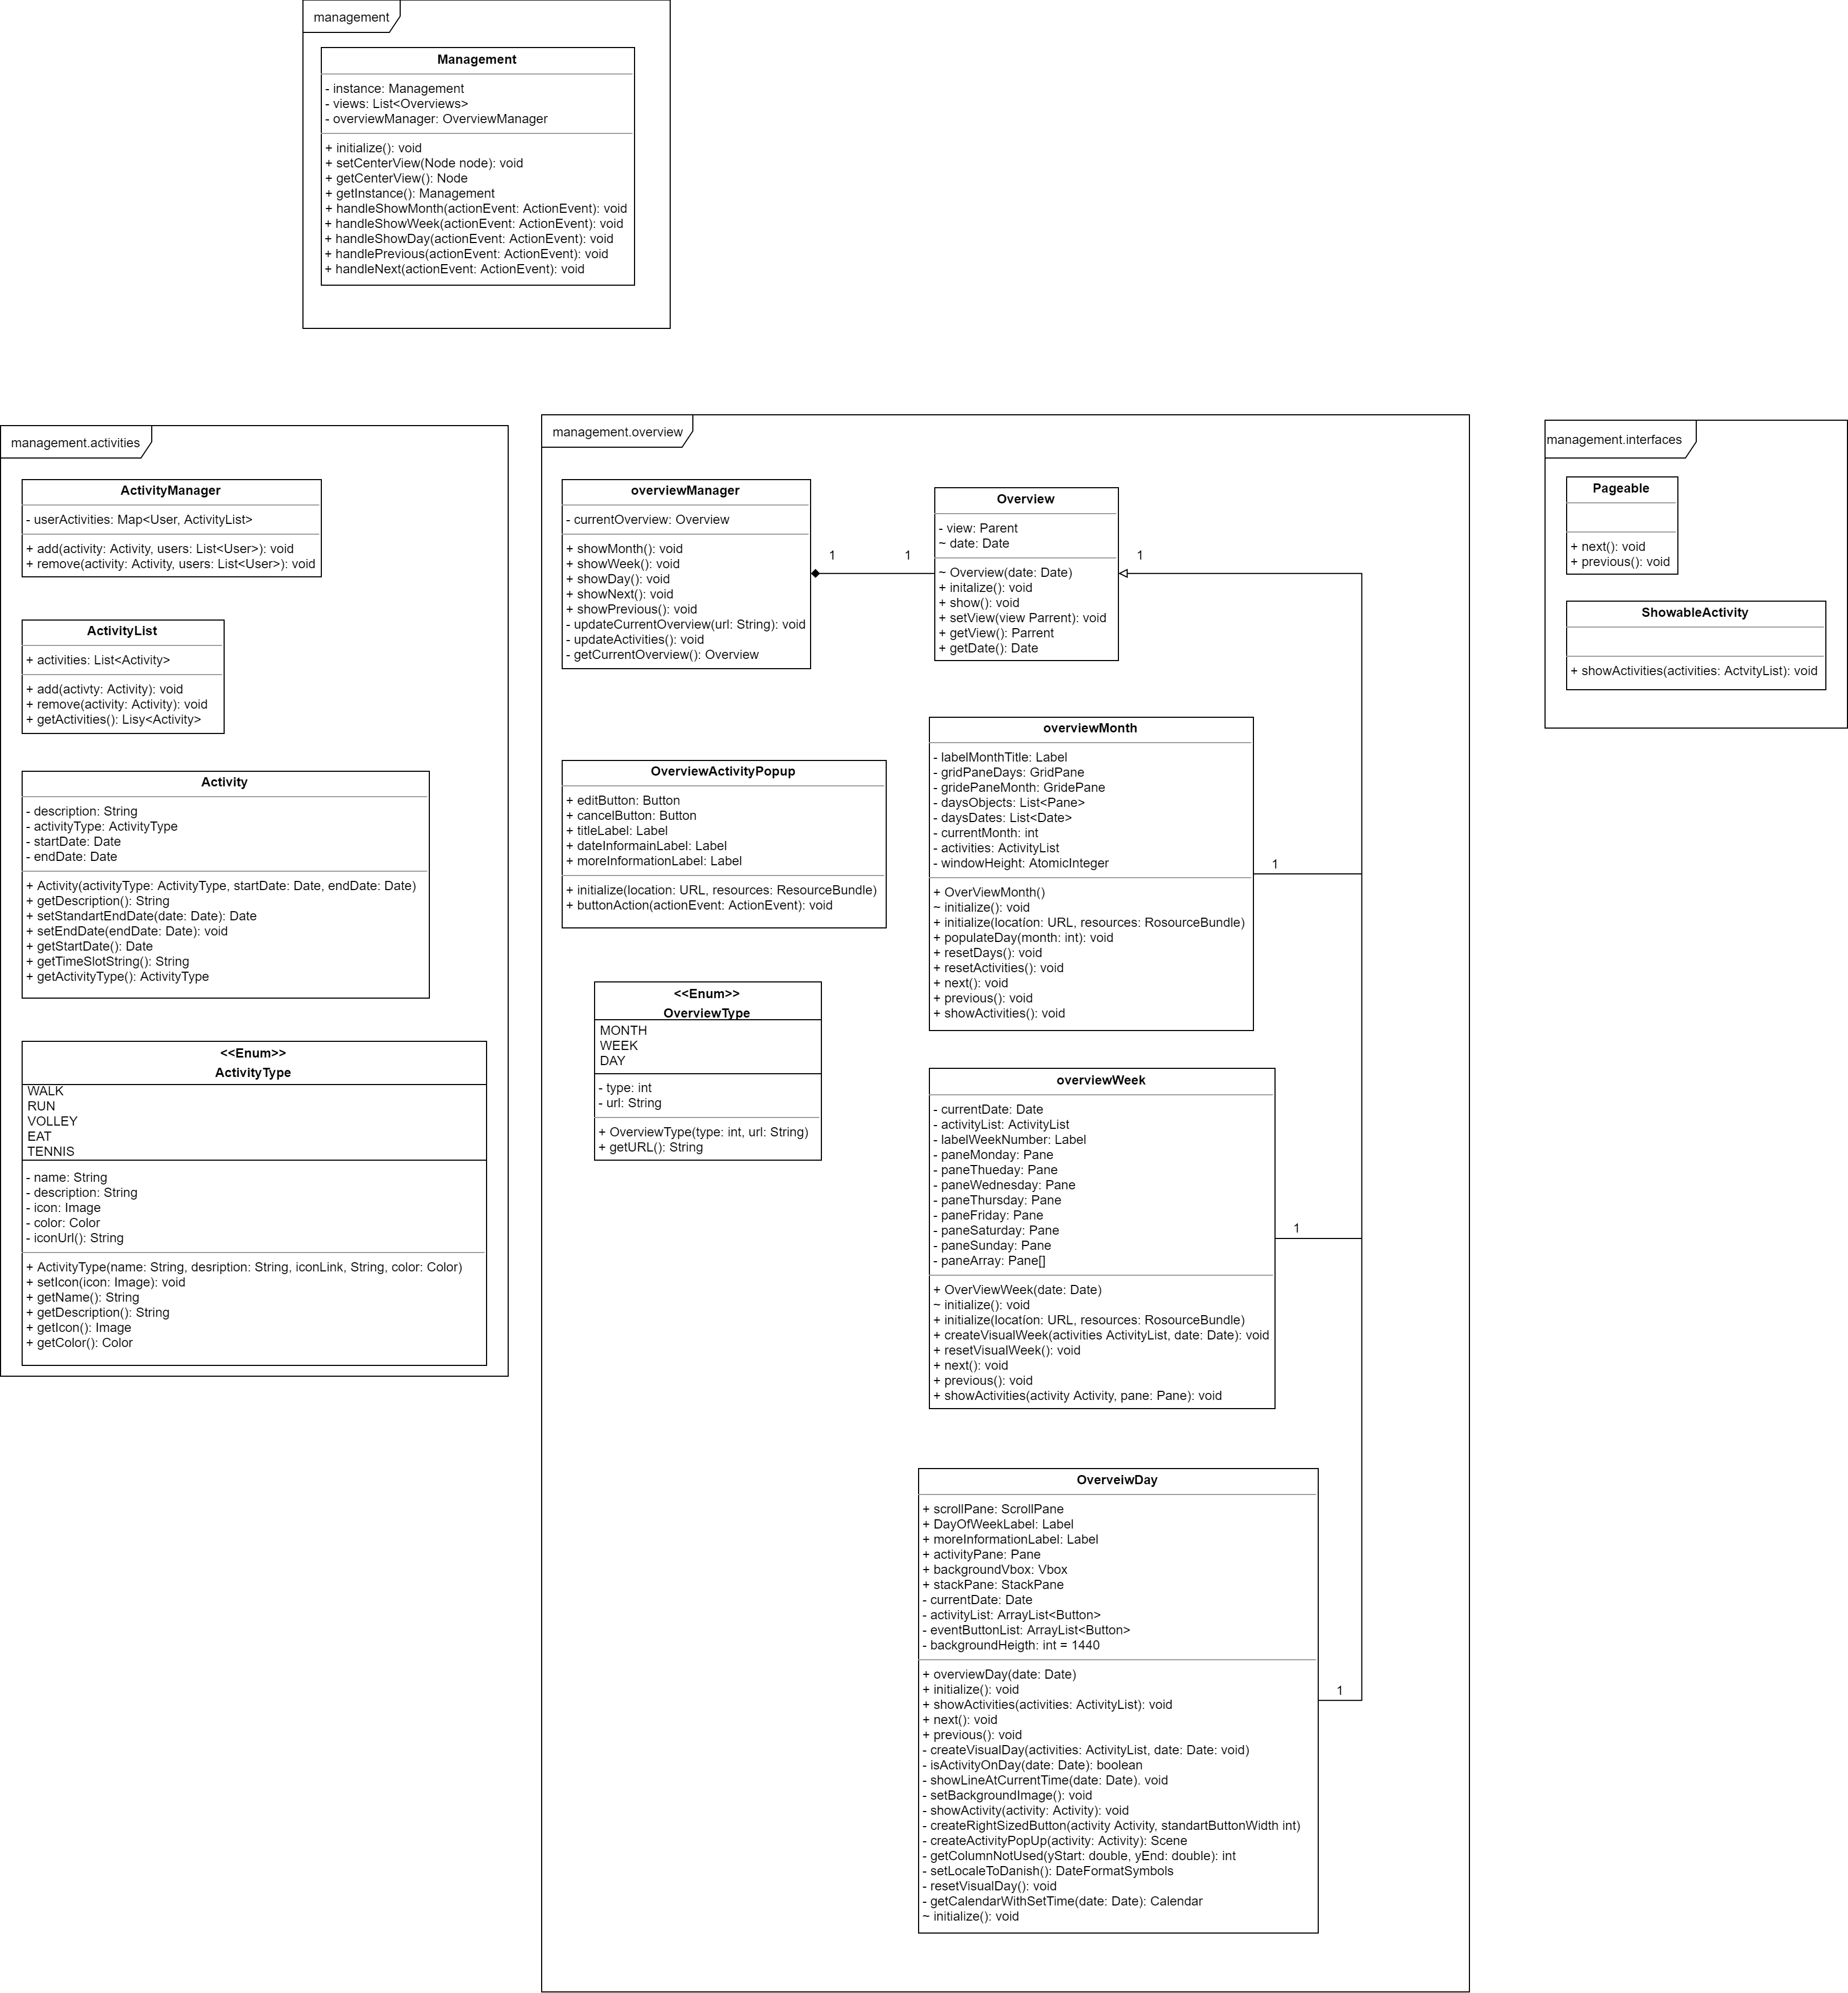 management
Management
- instance: Management
- views: List<Overviews>
- overviewManager: OverviewManager
+ initialize(): void
+ setCenterView(Node node): void
+ getCenterView(): Node
+ getInstance(): Management
+ handleShowMonth(actionEvent: ActionEvent): void
+ handleShowWeek(actionEvent: ActionEvent): void
+ handleShowDay(actionEvent: ActionEvent): void
+ handlePrevious(actionEvent: ActionEvent): void
+ handleNext(actionEvent: ActionEvent): void
management.activities
ActivityManager
- userActivities: Map<User, ActivityList>
+ add(activity: Activity, users: List<User>): void
+ remove(activity: Activity, users: List<User>): void
ActivityList
+ activities: List<Activity>
+ add(activty: Activity): void
+ remove(activity: Activity): void
+ getActivities(): Lisy<Activity>
Activity
- description: String
- activityType: ActivityType
- startDate: Date
- endDate: Date
+ Activity(activityType: ActivityType, startDate: Date, endDate: Date)
+ getDescription(): String
+ setStandartEndDate(date: Date): Date
+ setEndDate(endDate: Date): void
+ getStartDate(): Date
+ getTimeSlotString(): String
+ getActivityType(): ActivityType
<<Enum>>
ActivityType
WALK
RUN
VOLLEY
EAT
TENNIS
- name: String
- description: String
- icon: Image
- color: Color
- iconUrl(): String
+ ActivityType(name: String, desription: String, iconLink, String, color: Color)
+ setIcon(icon: Image): void
+ getName(): String
+ getDescription(): String
+ getIcon(): Image
+ getColor(): Color
management.overview
overviewManager
- currentOverview: Overview
+ showMonth(): void
+ showWeek(): void
+ showDay(): void
+ showNext(): void
+ showPrevious(): void
- updateCurrentOverview(url: String): void
- updateActivities(): void
- getCurrentOverview(): Overview
1
1
Overview
- view: Parent
~ date: Date
~ Overview(date: Date)
+ initalize(): void
+ show(): void
+ setView(view Parrent): void
+ getView(): Parrent
+ getDate(): Date
1
OverviewActivityPopup
+ editButton: Button
+ cancelButton: Button
+ titleLabel: Label
+ dateInformainLabel: Label
+ moreInformationLabel: Label
+ initialize(location: URL, resources: ResourceBundle)
+ buttonAction(actionEvent: ActionEvent): void
<<Enum>>
OverviewType
MONTH
WEEK
DAY
- type: int
- url: String
+ OverviewType(type: int, url: String)
+ getURL(): String
overviewMonth
- labelMonthTitle: Label
- gridPaneDays: GridPane
- gridePaneMonth: GridePane
- daysObjects: List<Pane>
- daysDates: List<Date>
- currentMonth: int
- activities: ActivityList
- windowHeight: AtomicInteger
+ OverViewMonth()
~ initialize(): void
+ initialize(locatíon: URL, resources: RosourceBundle)
+ populateDay(month: int): void
+ resetDays(): void
+ resetActivities(): void
+ next(): void
+ previous(): void
+ showActivities(): void
1
overviewWeek
- currentDate: Date
- activityList: ActivityList
- labelWeekNumber: Label
- paneMonday: Pane
- paneThueday: Pane
- paneWednesday: Pane
- paneThursday: Pane
- paneFriday: Pane
- paneSaturday: Pane
- paneSunday: Pane
- paneArray: Pane[]
+ OverViewWeek(date: Date)
~ initialize(): void
+ initialize(locatíon: URL, resources: RosourceBundle)
+ createVisualWeek(activities ActivityList, date: Date): void
+ resetVisualWeek(): void
+ next(): void
+ previous(): void
+ showActivities(activity Activity, pane: Pane): void
1
OverveiwDay
+ scrollPane: ScrollPane
+ DayOfWeekLabel: Label
+ moreInformationLabel: Label
+ activityPane: Pane
+ backgroundVbox: Vbox
+ stackPane: StackPane
- currentDate: Date
- activityList: ArrayList<Button>
- eventButtonList: ArrayList<Button>
- backgroundHeigth: int = 1440
+ overviewDay(date: Date)
+ initialize(): void
+ showActivities(activities: ActivityList): void
+ next(): void
+ previous(): void
- createVisualDay(activities: ActivityList, date: Date: void)
- isActivityOnDay(date: Date): boolean
- showLineAtCurrentTime(date: Date). void
- setBackgroundImage(): void
- showActivity(activity: Activity): void
- createRightSizedButton(activity Activity, standartButtonWidth int)
- createActivityPopUp(activity: Activity): Scene
- getColumnNotUsed(yStart: double, yEnd: double): int
- setLocaleToDanish(): DateFormatSymbols
- resetVisualDay(): void
- getCalendarWithSetTime(date: Date): Calendar
~ initialize(): void
1
management.interfaces
Pageable
+ next(): void
+ previous(): void
ShowableActivity
+ showActivities(activities: ActvityList): void